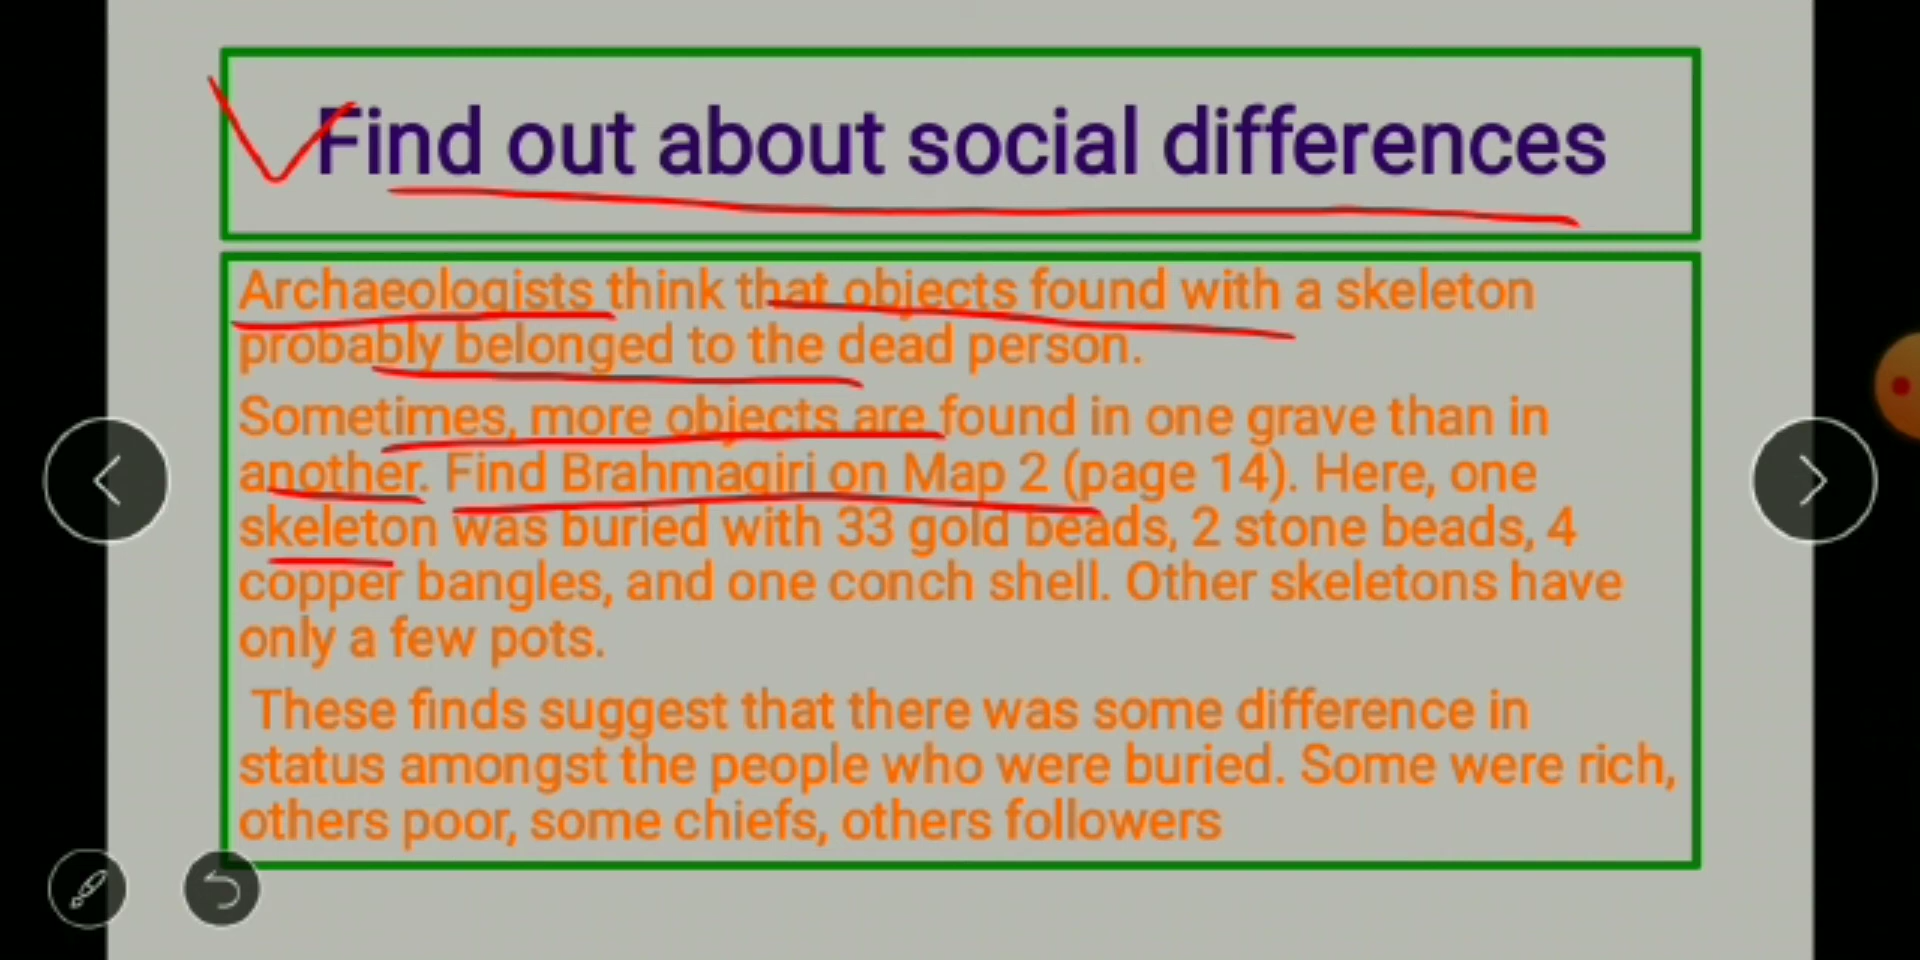 Find out about social differences
Archaeologists think that objects found with a skeleton
probably belonged to the dead person.
Sometimes, more objects are found in one grave than in
another. Find Brahmagiri on Map 2 (page 14). Here, one
skeleton was buried with 33 gold beads, 2 stone beads, 4
copper bangles, and one conch shell. Other skeletons have
only a few pots.
These finds suggest that there was some difference in
status amongst the people who were buried. Some were rich,
others poor, some chiefs, others followers